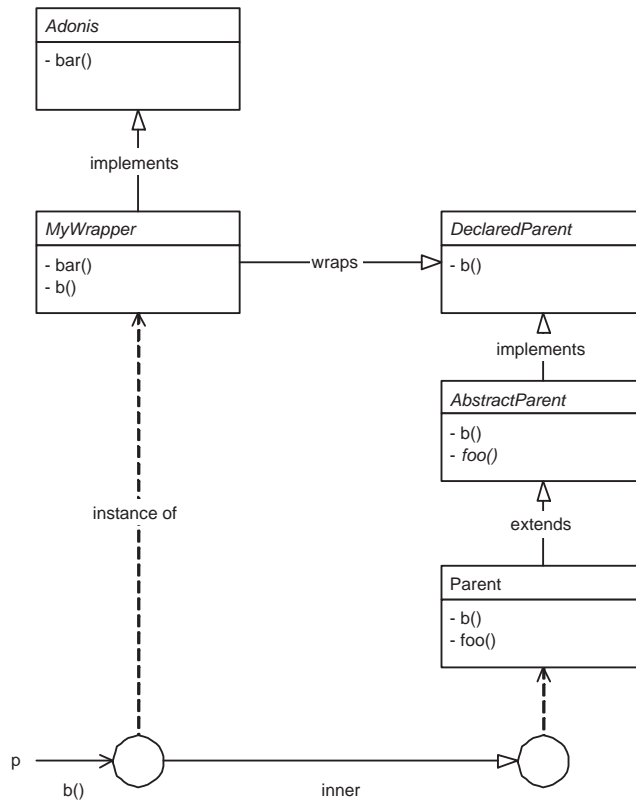 Adonis
- bar()
implements
MyWrapper
- bar()
- b()
wraps
DeclaredParent
- b()
implements
AbstractParent
- b()
- foo()
instance of
extends
Parent
- b()
- foo()
p
b()
inner